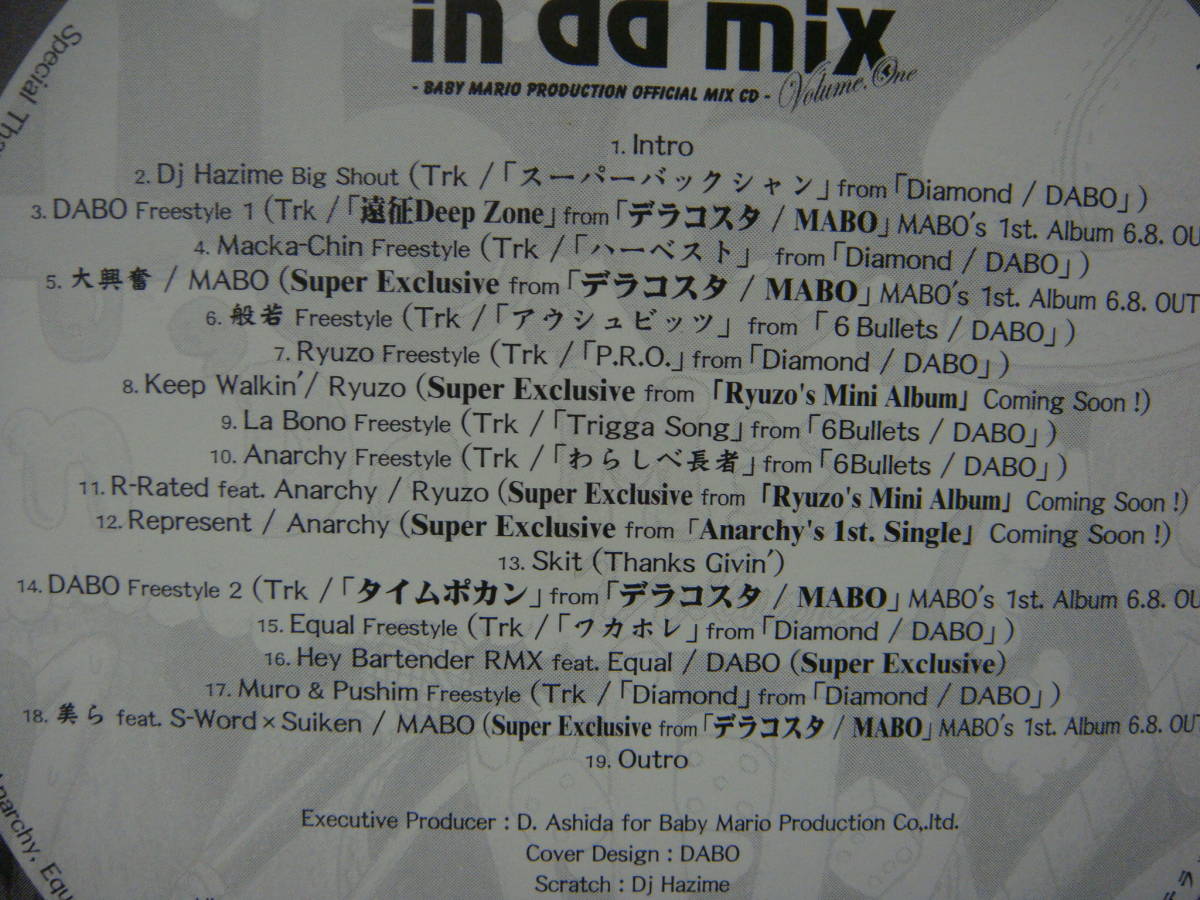 in da mix
- BABY MARIO PRODUCTION OFFICIAL MIX CD - Volume.One
1. Intro
2. Dj Hazime Big Shout (Trk /「スーパーバックシャン」from「Diamond / DABO」)
3. DABO Freestyle 1 (Trk /「遠征Deep Zone」from「デラコスタ / MABO」MABO's 1st. Album 6.8. OU
4. Macka-Chin Freestyle (Trk /「ハーベスト」 from「Diamond / DABO」)
5. 大興奮 / MABO (Super Exclusive from「デラコスタ / MABO」MABO's 1st. Album 6.8. OUT
6. 般若 Freestyle (Trk /「アウシュビッツ」 from 「6 Bullets / DABO」)
7. Ryuzo Freestyle (Trk /「P.R.O.」from「Diamond / DABO」)
8. Keep Walkin'/ Ryuzo (Super Exclusive from 「Ryuzo's Mini Album」 Coming Soon !)
9. La Bono Freestyle (Trk /「Trigga Song」from「6Bullets / DABO」)
10. Anarchy Freestyle (Trk /「わらしべ長者」from「6Bullets / DABO」)
11. R-Rated feat. Anarchy / Ryuzo (Super Exclusive from 「Ryuzo's Mini Album」 Coming Soon !)
12. Represent / Anarchy (Super Exclusive from 「Anarchy's 1st. Single」 Coming Soon !)
13. Skit (Thanks Givin')
14. DABO Freestyle 2 (Trk /「タイムポカン」from「デラコスタ / MABO」MABO's 1st. Album 6.8. OU
15. Equal Freestyle (Trk /「ワカホレ」from「Diamond / DABO」)
16. Hey Bartender RMX feat. Equal / DABO (Super Exclusive)
17. Muro & Pushim Freestyle (Trk /「Diamond」from「Diamond / DABO」)
18. 美ら feat. S-Word×Suiken / MABO (Super Exclusive from「デラコスタ / MABO」MABO's 1st. Album 6.8. OUT
19. Outro
Executive Producer : D. Ashida for Baby Mario Production Co,.ltd.
Cover Design : DABO
Scratch : Dj Hazime
Special Tha
Anarchy, Equ